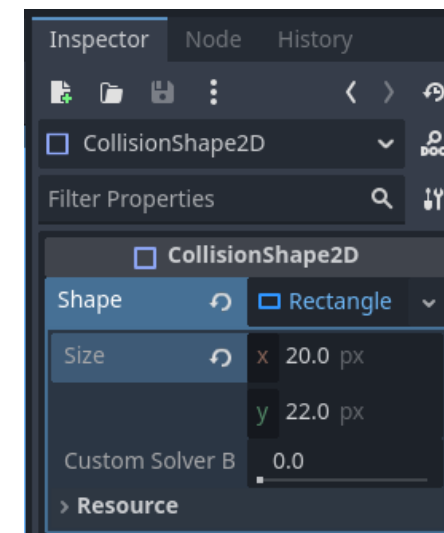 Inspector Node History
CollisionShape2D
DOC
Filter Properties
CollisionShape2D
Shape Rectangle
Size x 20.0 px
y 22.0 px
Custom Solver B 0.0
> Resource